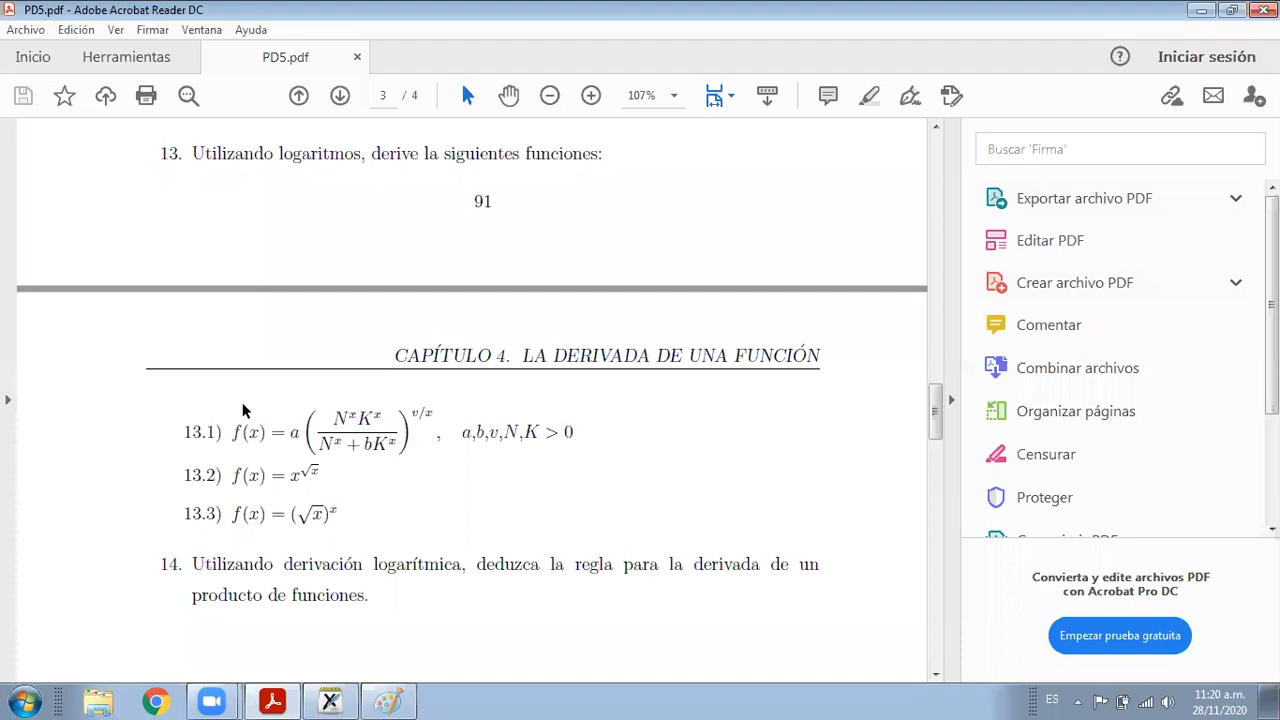 PD5.pdf - Adobe Acrobat Reader DC
Archivo Edición Ver Firmar Ventana Ayuda
Inicio Herramientas PD5.pdf × Iniciar sesión
3 / 4 107%
13. Utilizando logaritmos, derive la siguientes funciones:
91
CAPÍTULO 4. LA DERIVADA DE UNA FUNCIÓN
13.1) f(x) = a (N^x K^x / (N^x + bK^x))^{v/x}, a,b,v,N,K > 0
13.2) f(x) = x^{√x}
13.3) f(x) = (√x)^x
14. Utilizando derivación logarítmica, deduzca la regla para la derivada de un
producto de funciones.
Buscar 'Firma'
Exportar archivo PDF
Editar PDF
Crear archivo PDF
Comentar
Combinar archivos
Organizar páginas
Censurar
Proteger
Convierta y edite archivos PDF
con Acrobat Pro DC
Empezar prueba gratuita
ES 11:20 a.m.
28/11/2020